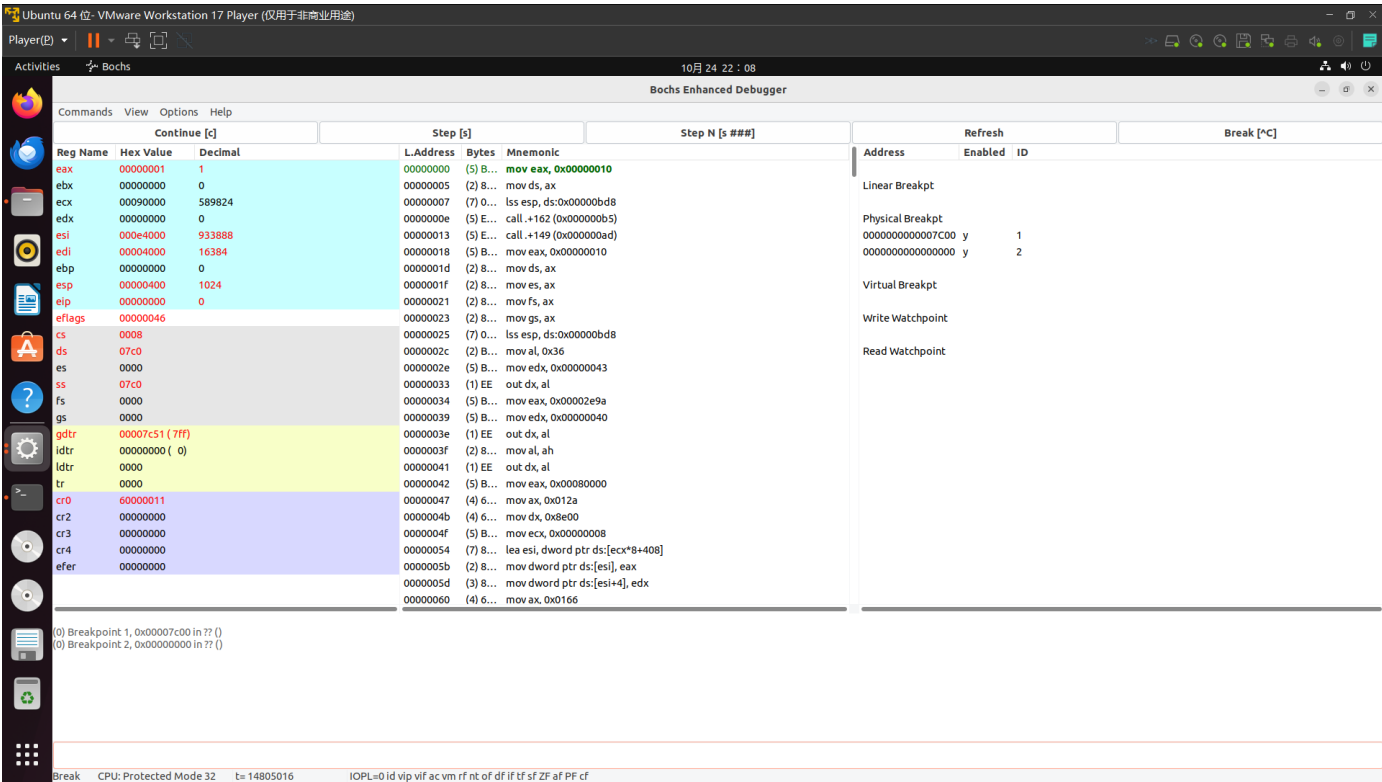 Ubuntu 64 位- VMware Workstation 17 Player (仅用于非商业用途)
Player(P)
Activities Bochs 10月 24 22：08
Bochs Enhanced Debugger
Commands View Options Help
Continue [c] Step [s] Step N [s ###] Refresh Break [^C]
Reg Name Hex Value Decimal L.Address Bytes Mnemonic Address Enabled ID
eax 00000001 1 00000000 (5) B... mov eax, 0x00000010
ebx 00000000 0 00000005 (2) 8... mov ds, ax Linear Breakpt
ecx 00090000 589824 00000007 (7) 0... lss esp, ds:0x00000bd8
edx 00000000 0 0000000e (5) E... call .+162 (0x000000b5) Physical Breakpt
esi 000e4000 933888 00000013 (5) E... call .+149 (0x000000ad) 0000000000007C00 y 1
edi 00004000 16384 00000018 (5) B... mov eax, 0x00000010 0000000000000000 y 2
ebp 00000000 0 0000001d (2) 8... mov ds, ax
esp 00000400 1024 0000001f (2) 8... mov es, ax Virtual Breakpt
eip 00000000 0 00000021 (2) 8... mov fs, ax
eflags 00000046 00000023 (2) 8... mov gs, ax Write Watchpoint
cs 0008 00000025 (7) 0... lss esp, ds:0x00000bd8
ds 07c0 0000002c (2) B... mov al, 0x36 Read Watchpoint
es 0000 0000002e (5) B... mov edx, 0x00000043
ss 07c0 00000033 (1) EE out dx, al
fs 0000 00000034 (5) B... mov eax, 0x00002e9a
gs 0000 00000039 (5) B... mov edx, 0x00000040
gdtr 00007c51 ( 7ff) 0000003e (1) EE out dx, al
idtr 00000000 ( 0) 0000003f (2) 8... mov al, ah
ldtr 0000 00000041 (1) EE out dx, al
tr 0000 00000042 (5) B... mov eax, 0x00080000
cr0 60000011 00000047 (4) 6... mov ax, 0x012a
cr2 00000000 0000004b (4) 6... mov dx, 0x8e00
cr3 00000000 0000004f (5) B... mov ecx, 0x00000008
cr4 00000000 00000054 (7) 8... lea esi, dword ptr ds:[ecx*8+408]
efer 00000000 0000005b (2) 8... mov dword ptr ds:[esi], eax
0000005d (3) 8... mov dword ptr ds:[esi+4], edx
00000060 (4) 6... mov ax, 0x0166
(0) Breakpoint 1, 0x00007c00 in ?? ()
(0) Breakpoint 2, 0x00000000 in ?? ()
Break CPU: Protected Mode 32 t= 14805016 IOPL=0 id vip vif ac vm rf nt of df if tf sf ZF af PF cf